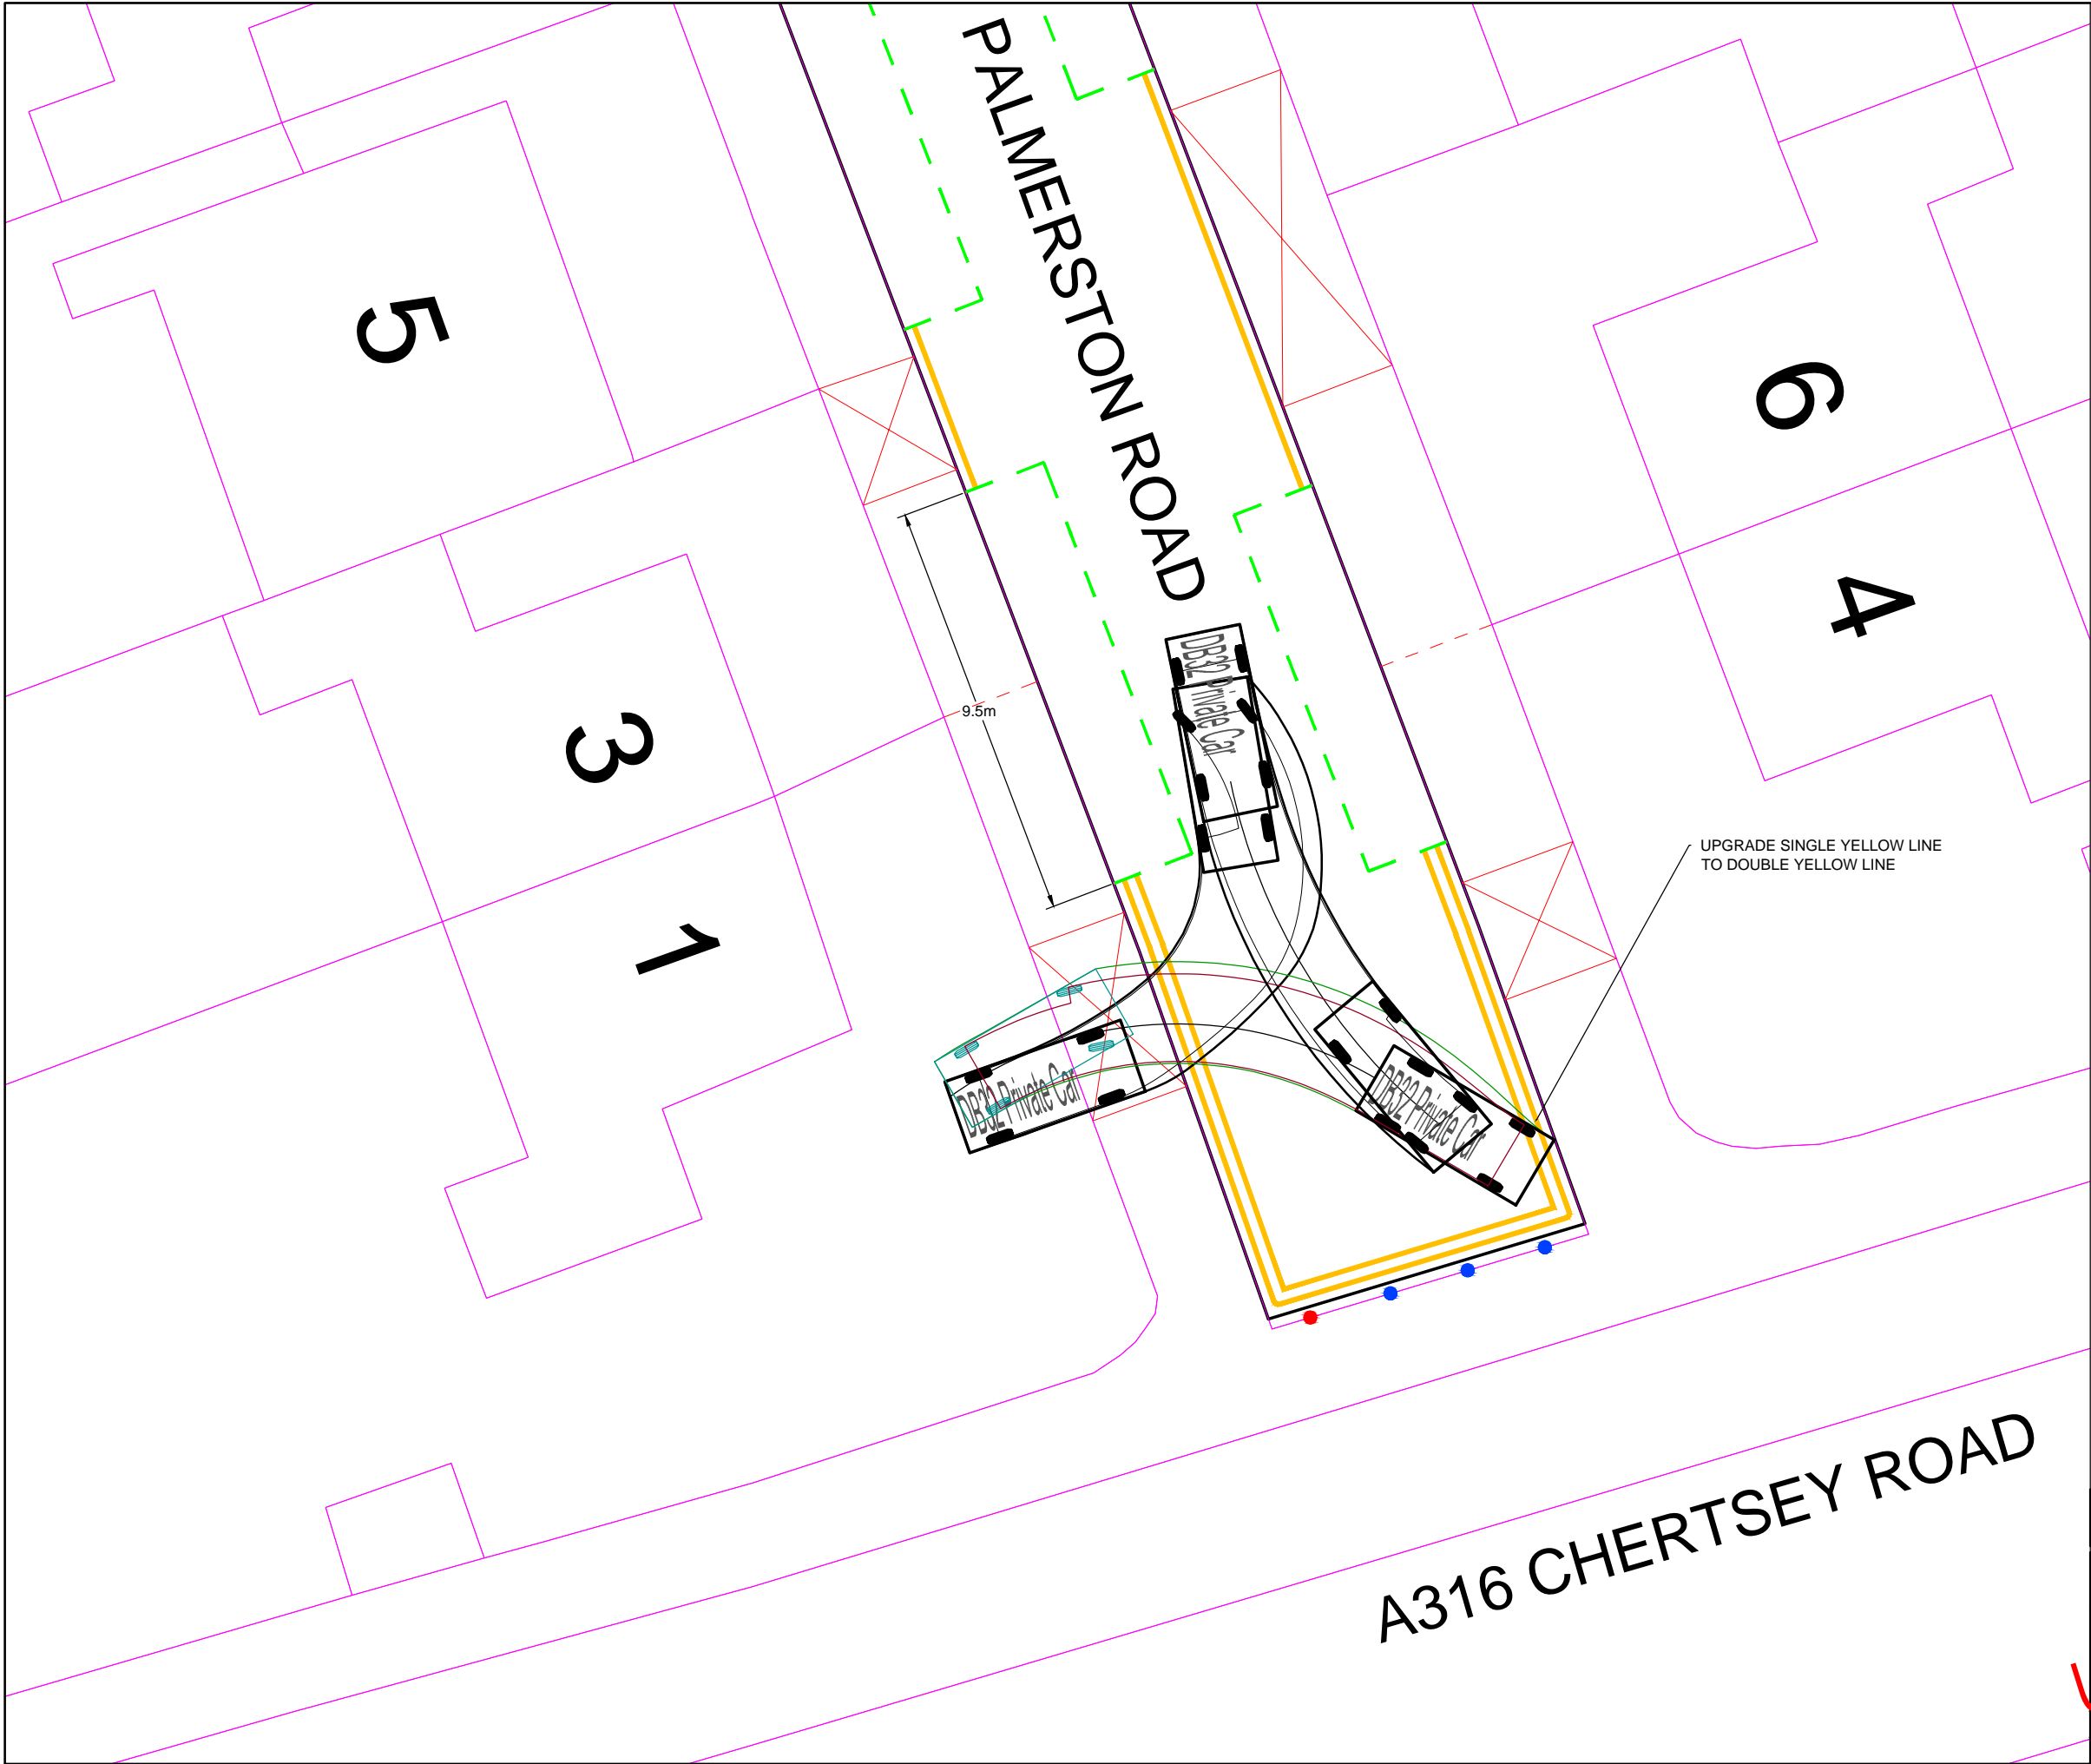 PALMERSTON ROAD
5
6
4
3
1
9.5m
DB32 Private Car
UPGRADE SINGLE YELLOW LINE
TO DOUBLE YELLOW LINE
DB32 Private Car
DB32 Private Car
A316 CHERTSEY ROAD